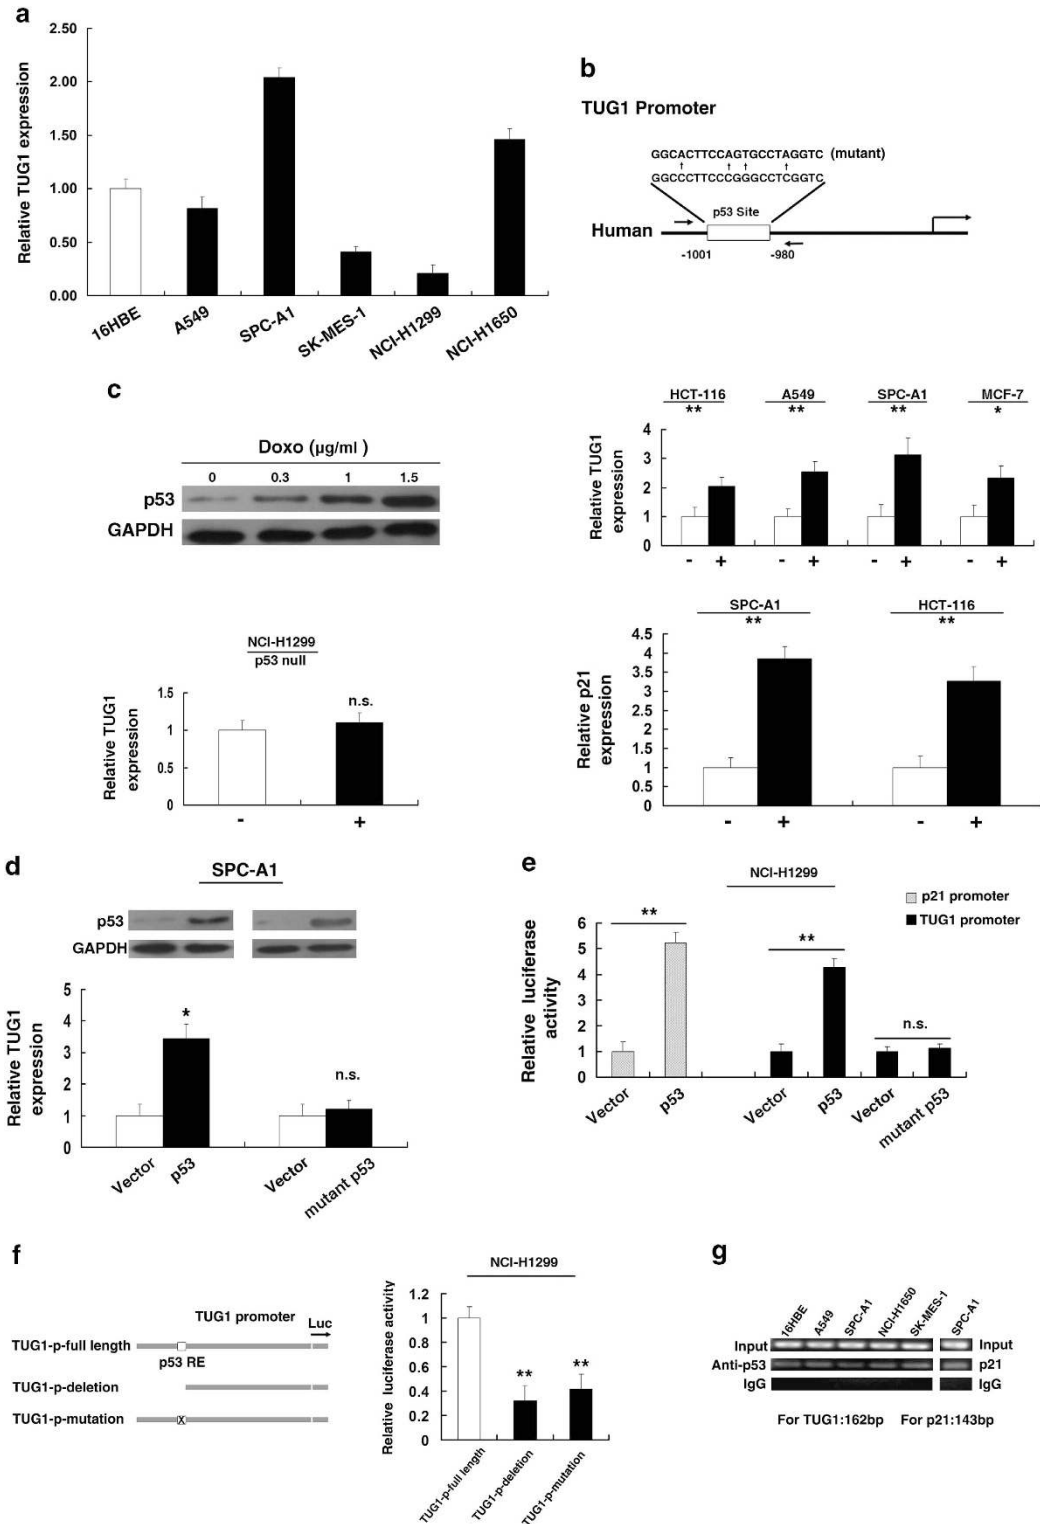 a
Relative TUG1 expression
2.50
2.00
1.50
1.00
0.50
0.00
16HBE
A549
SPC-A1
SK-MES-1
NCI-H1299
NCI-H1650
b
TUG1 Promoter
GGCACTTCCAGTGCCTAGGTC (mutant)
GGCCCTTCCCGGGCCTCGGTC
p53 Site
Human
-1001
-980
c
Doxo (µg/ml )
0 0.3 1 1.5
p53
GAPDH
HCT-116 A549 SPC-A1 MCF-7
** ** ** *
Relative TUG1
expression
4
3
2
1
0
- + - + - + - +
NCI-H1299
p53 null
Relative TUG1
expression
1.5
1
0.5
0
n.s.
- +
SPC-A1 HCT-116
** **
Relative p21
expression
4.5
4
3.5
3
2.5
2
1.5
1
0.5
0
- + - +
d
SPC-A1
p53
GAPDH
Relative TUG1
expression
5
4
3
2
1
0
*
n.s.
Vector
p53
Vector
mutant p53
e
NCI-H1299
p21 promoter
TUG1 promoter
Relative luciferase
activity
6
5
4
3
2
1
0
**
**
n.s.
Vector
p53
Vector
p53
Vector
mutant p53
f
TUG1 promoter
Luc
TUG1-p-full length
p53 RE
TUG1-p-deletion
TUG1-p-mutation
X
NCI-H1299
Relative luciferase activity
1.2
1
0.8
0.6
0.4
0.2
0
**
**
TUG1-p-full length
TUG1-p-deletion
TUG1-p-mutation
g
16HBE
A549
SPC-A1
NCI-H1650
SK-MES-1
SPC-A1
Input Input
Anti-p53 p21
IgG IgG
For TUG1:162bp For p21:143bp